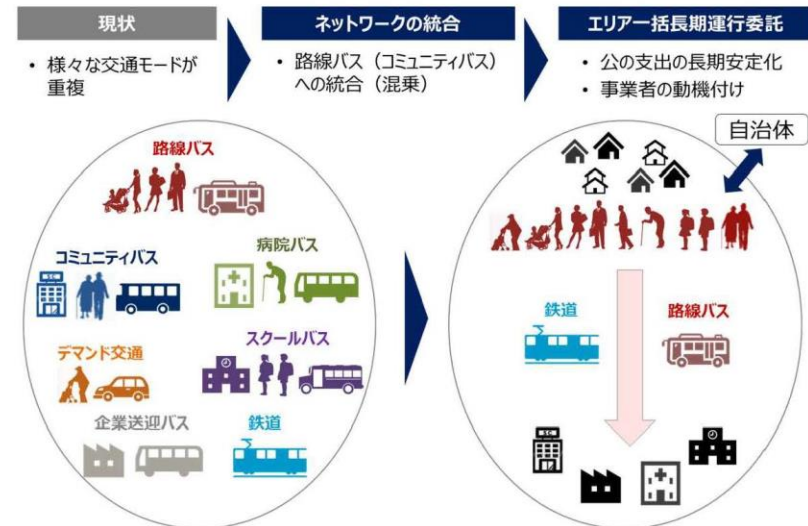 現状
ネットワークの統合
エリア一括長期運行委託
• 様々な交通モードが
重複
• 路線バス（コミュニティバス）
への統合（混乗）
• 公の支出の長期安定化
• 事業者の動機付け
自治体
路線バス
コミュニティバス
病院バス
SC
デマンド交通
スクールバス
企業送迎バス
鉄道
鉄道
路線バス
SC